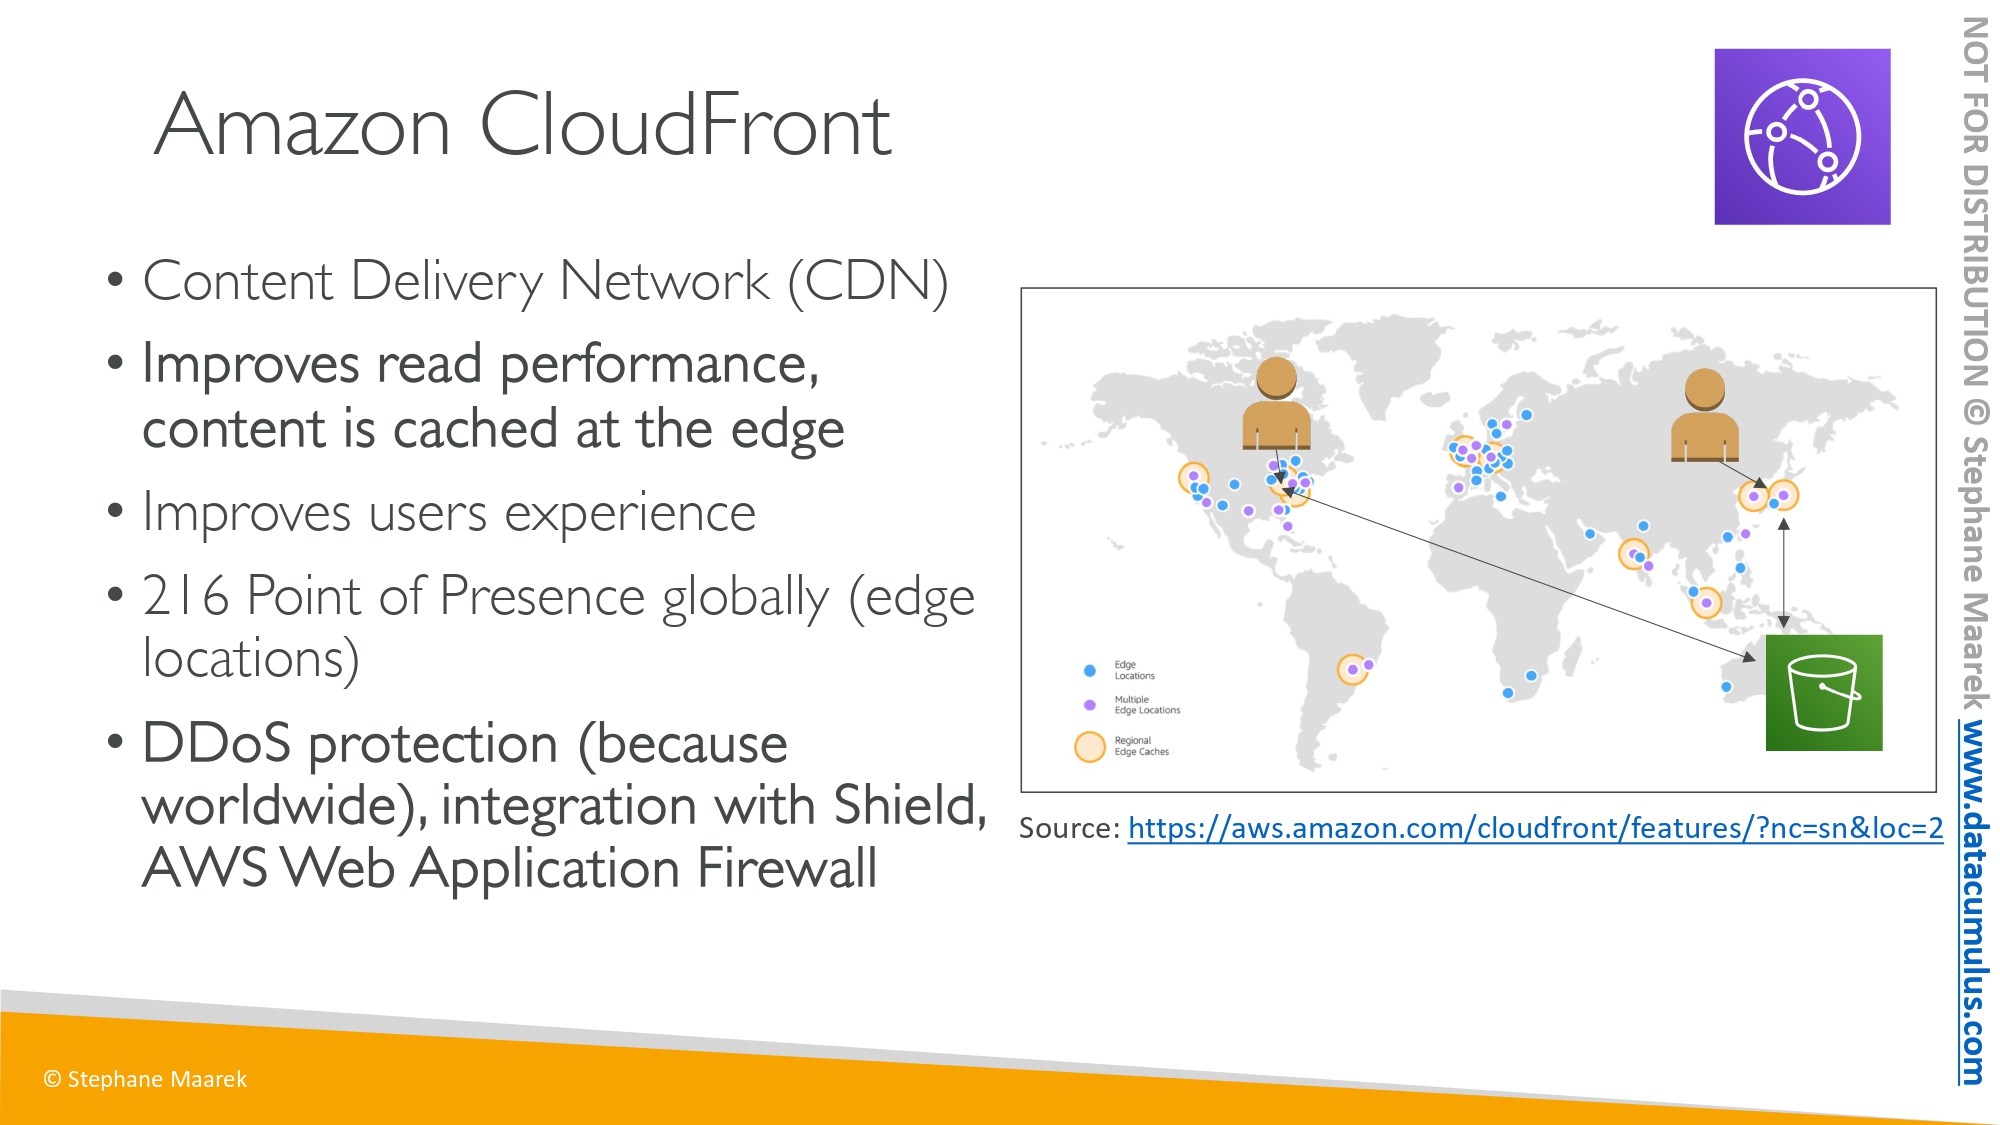 Amazon CloudFront
• Content Delivery Network (CDN)
• Improves read performance,
content is cached at the edge
• Improves users experience
• 216 Point of Presence globally (edge
locations)
• DDoS protection (because
worldwide), integration with Shield,
AWS Web Application Firewall
Edge
Locations
Multiple
Edge Locations
Regional
Edge Caches
Source: https://aws.amazon.com/cloudfront/features/?nc=sn&loc=2
© Stephane Maarek
NOT FOR DISTRIBUTION © Stephane Maarek www.datacumulus.com